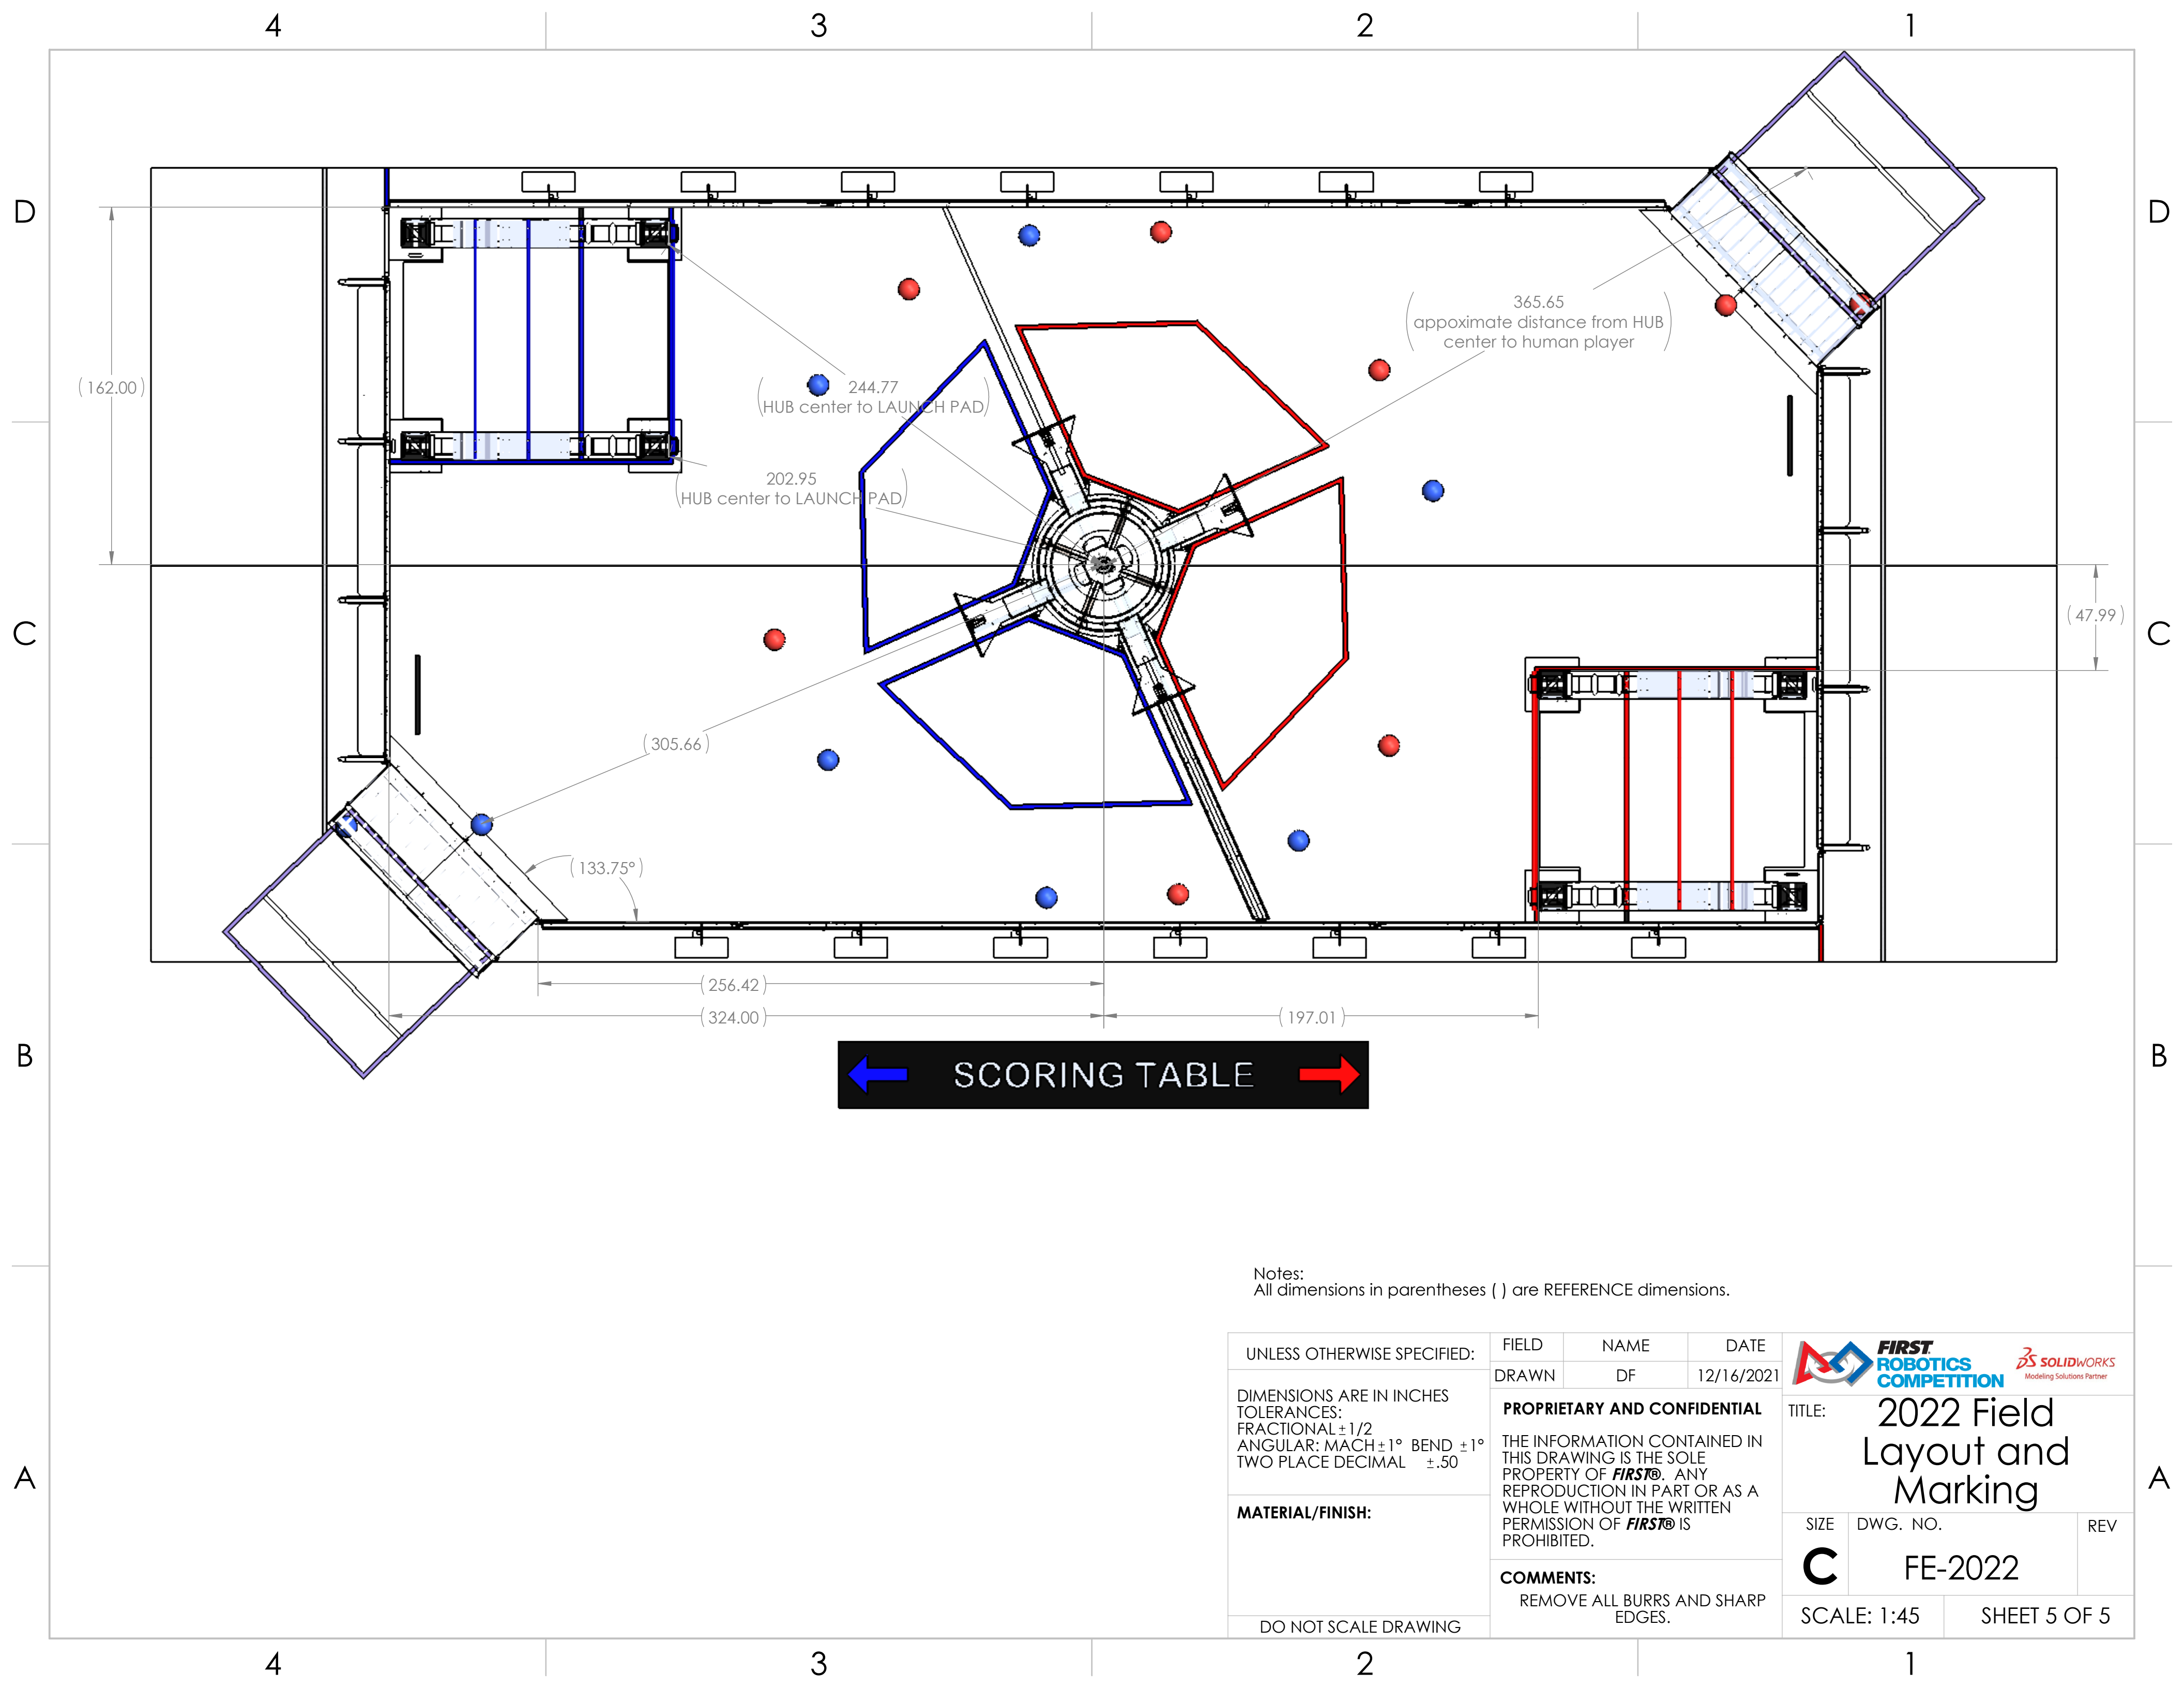 4 3 2 1
D D
365.65
appoximate distance from HUB
center to human player
(162.00)
244.77
(HUB center to LAUNCH PAD)
202.95
(HUB center to LAUNCH PAD)
C C
(47.99)
(305.66)
(133.75°)
(256.42)
(324.00) (197.01)
B B
SCORING TABLE
Notes:
All dimensions in parentheses ( ) are REFERENCE dimensions.
UNLESS OTHERWISE SPECIFIED:
DIMENSIONS ARE IN INCHES
TOLERANCES:
FRACTIONAL±1/2
ANGULAR: MACH±1° BEND ±1°
TWO PLACE DECIMAL ±.50
MATERIAL/FINISH:
DO NOT SCALE DRAWING
FIELD NAME DATE
DRAWN DF 12/16/2021
PROPRIETARY AND CONFIDENTIAL
THE INFORMATION CONTAINED IN
THIS DRAWING IS THE SOLE
PROPERTY OF FIRST®. ANY
REPRODUCTION IN PART OR AS A
WHOLE WITHOUT THE WRITTEN
PERMISSION OF FIRST® IS
PROHIBITED.
COMMENTS:
REMOVE ALL BURRS AND SHARP
EDGES.
FIRST
ROBOTICS
COMPETITION
SOLIDWORKS
Modeling Solutions Partner
TITLE:
2022 Field
Layout and
Marking
SIZE DWG. NO. REV
C FE-2022
SCALE: 1:45 SHEET 5 OF 5
A A
4 3 2 1